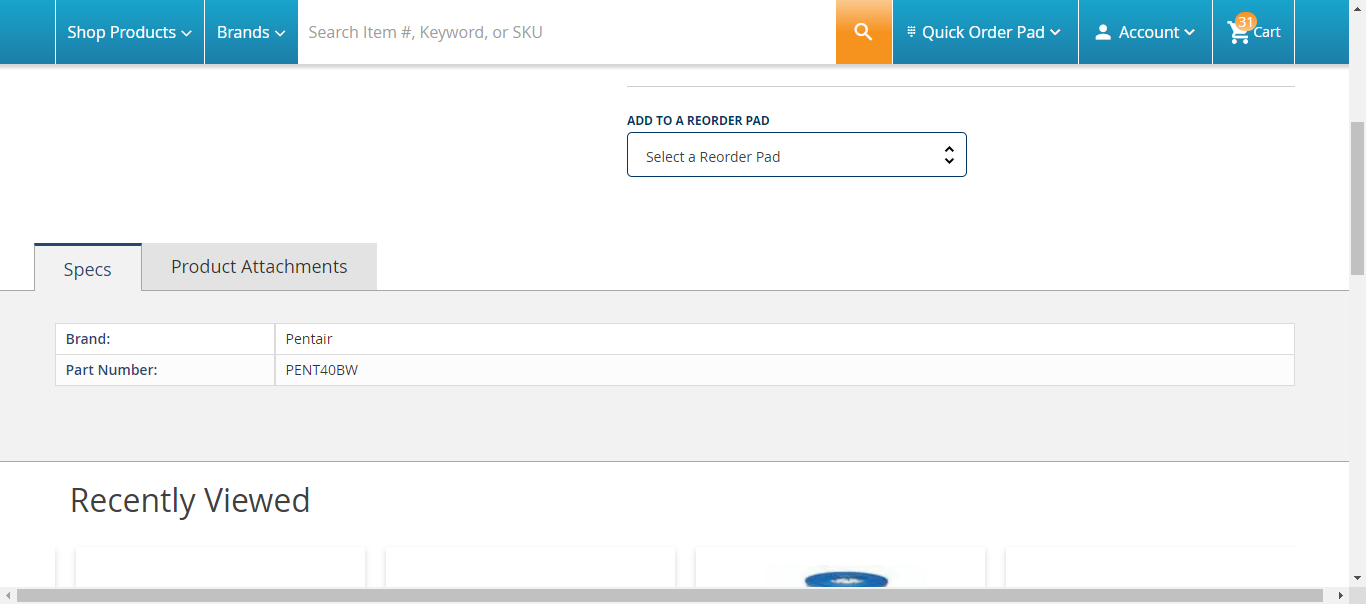 Shop Products
Brands
Search Item #, Keyword, or SKU
Quick Order Pad
Account
31
Cart
ADD TO A REORDER PAD
Select a Reorder Pad
Specs
Product Attachments
Brand: Pentair
Part Number: PENT40BW
Recently Viewed